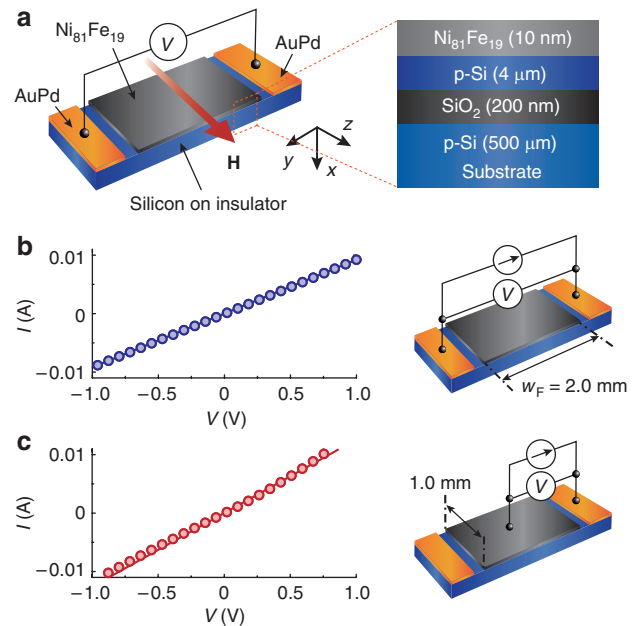 a
Ni81Fe19
V
AuPd
AuPd
H
z
y
x
Silicon on insulator
Ni81Fe19 (10 nm)
p-Si (4 μm)
SiO2 (200 nm)
p-Si (500 μm)
Substrate
b
0.01
0
−0.01
I (A)
−1.0 −0.5 0 0.5 1.0
V (V)
V
wF = 2.0 mm
c
0.01
0
−0.01
I (A)
−1.0 −0.5 0 0.5 1.0
V (V)
1.0 mm
V